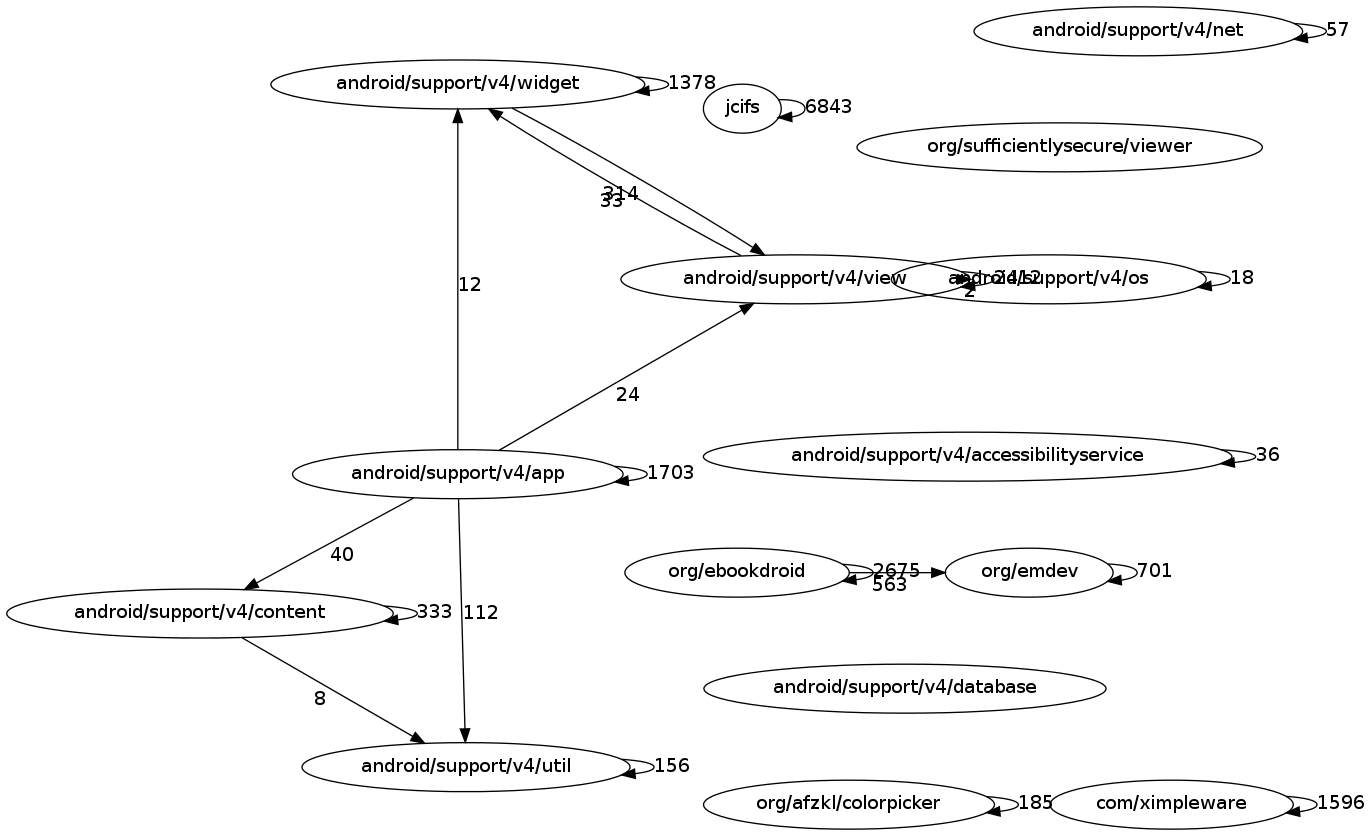 android/support/v4/net
57
android/support/v4/widget
1378
jcifs
6843
org/sufficientlysecure/viewer
314
33
android/support/v4/view
2412
android/support/v4/os
18
2
12
24
android/support/v4/accessibilityservice
36
android/support/v4/app
1703
40
org/ebookdroid
2675
563
org/emdev
701
android/support/v4/content
333
112
android/support/v4/database
8
android/support/v4/util
156
org/afzkl/colorpicker
185
com/ximpleware
1596